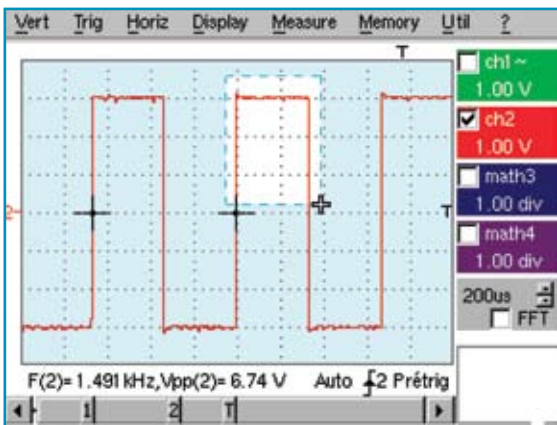 Vert Trig Horiz Display Measure Memory Util ?
T
ch1 ~
1.00 V
ch2
1.00 V
math3
1.00 div
2
T
math4
1.00 div
200us
FFT
F(2)= 1.491 kHz,Vpp(2)= 6.74 V Auto 2 Prétrig
1 2 T